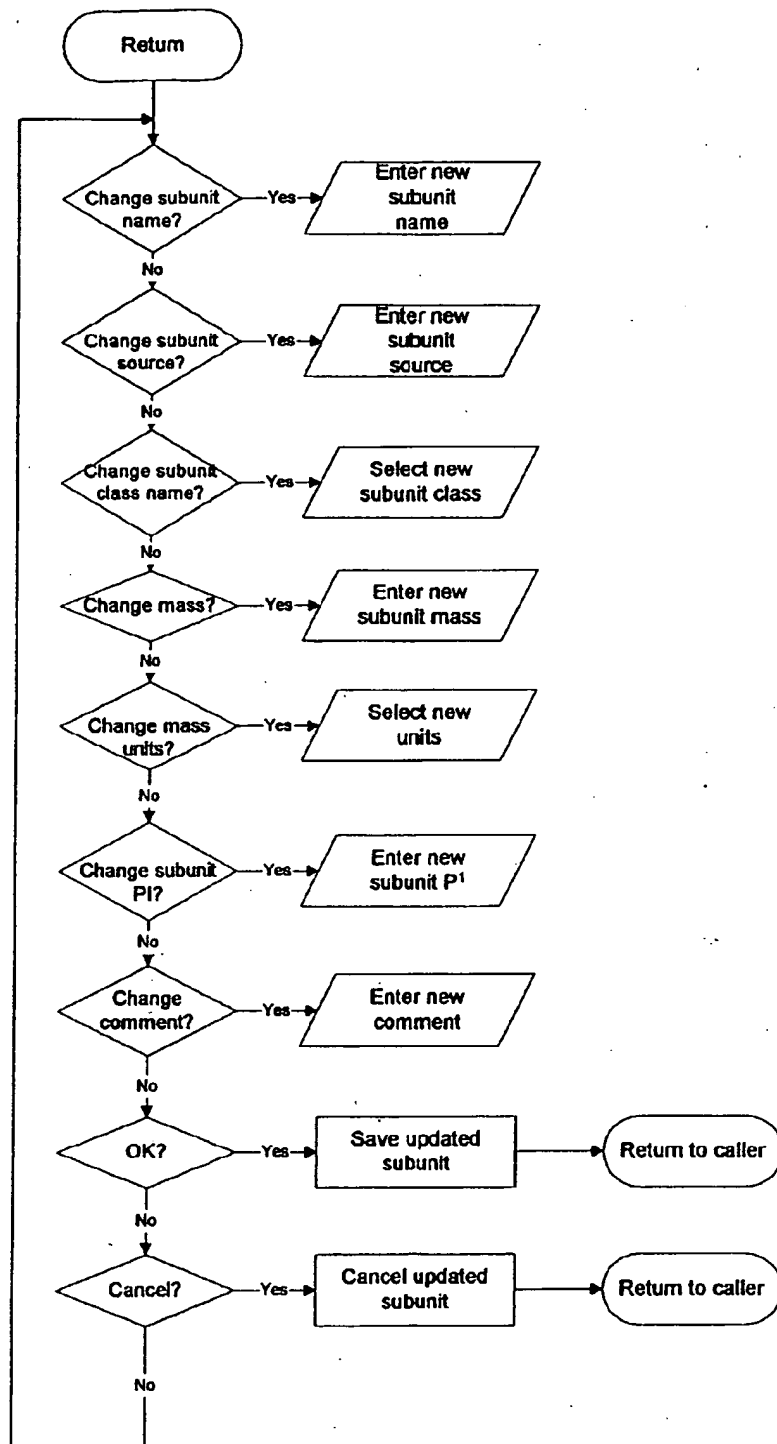 Return
Change subunit
name?
Yes
Enter new
subunit
name
No
Change subunit
source?
Yes
Enter new
subunit
source
No
Change subunit
class name?
Yes
Select new
subunit class
No
Change mass?
Yes
Enter new
subunit mass
No
Change mass
units?
Yes
Select new
units
No
Change subunit
PI?
Yes
Enter new
subunit P¹
No
Change
comment?
Yes
Enter new
comment
No
OK?
Yes
Save updated
subunit
Return to caller
No
Cancel?
Yes
Cancel updated
subunit
Return to caller
No